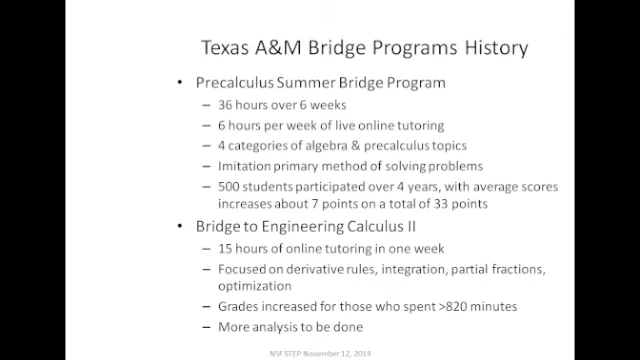 Texas A&M Bridge Programs History
• Precalculus Summer Bridge Program
– 36 hours over 6 weeks
– 6 hours per week of live online tutoring
– 4 categories of algebra & precalculus topics
– Imitation primary method of solving problems
– 500 students participated over 4 years, with average scores
increases about 7 points on a total of 33 points
• Bridge to Engineering Calculus II
– 15 hours of online tutoring in one week
– Focused on derivative rules, integration, partial fractions,
optimization
– Grades increased for those who spent >820 minutes
– More analysis to be done
NSF STEP November 12, 2014